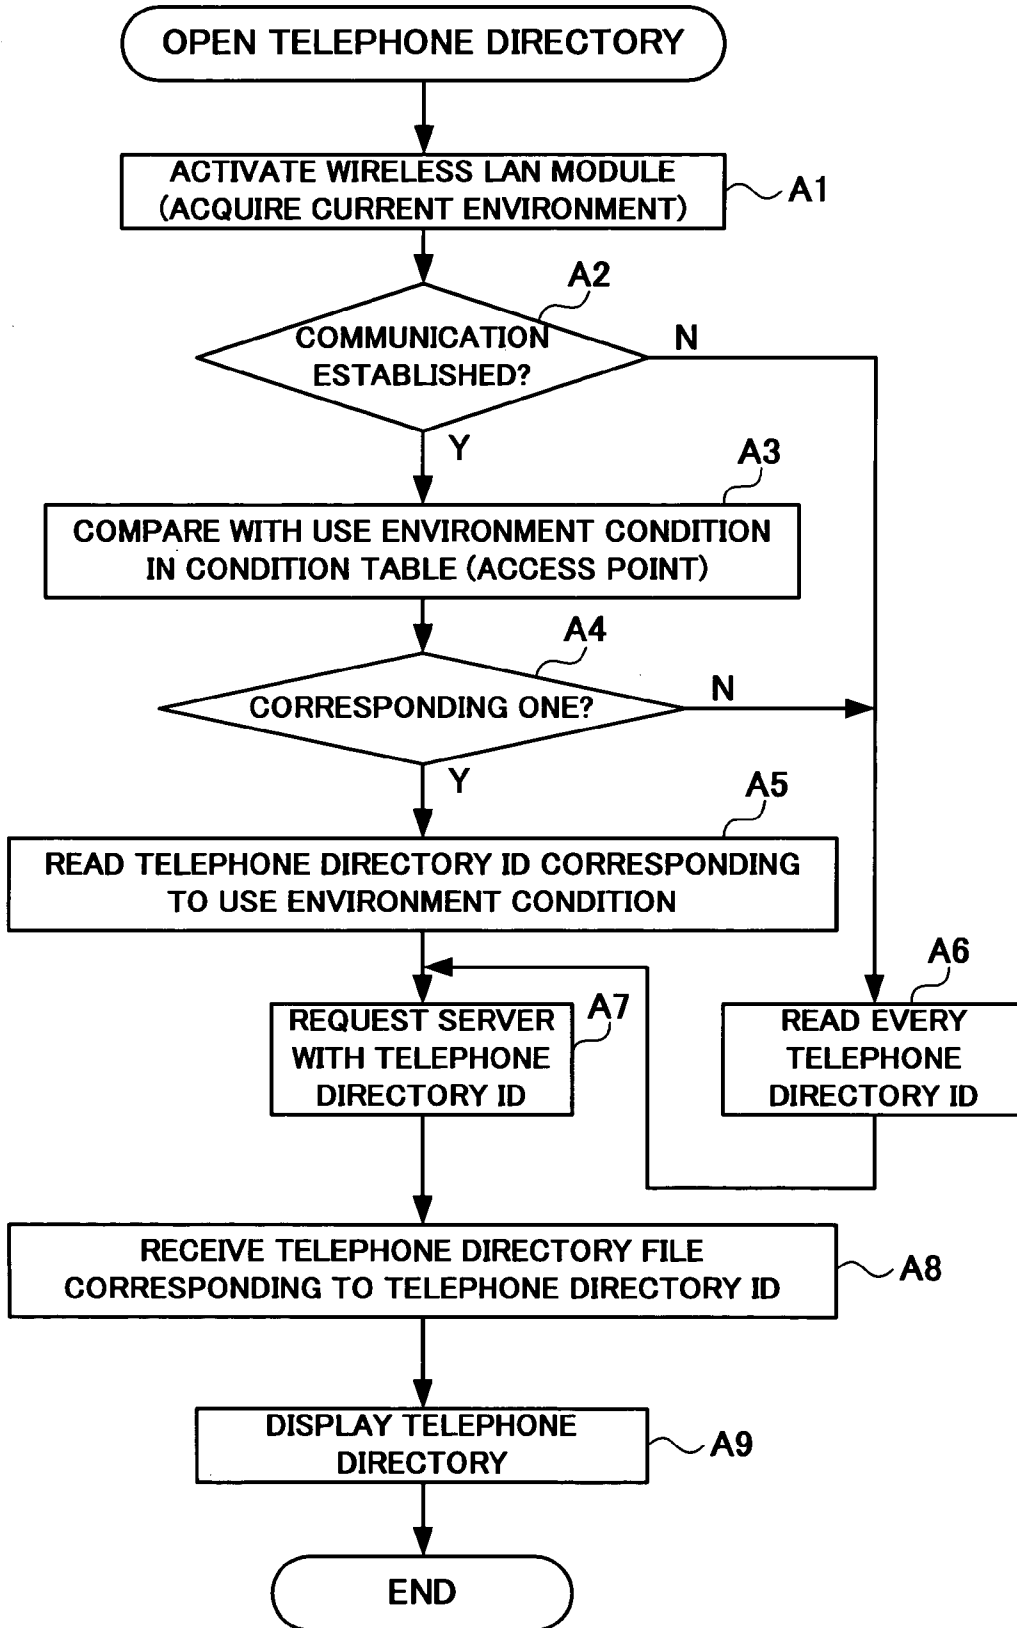 OPEN TELEPHONE DIRECTORY
ACTIVATE WIRELESS LAN MODULE
(ACQUIRE CURRENT ENVIRONMENT)
A1
A2
COMMUNICATION
ESTABLISHED?
N
Y
A3
COMPARE WITH USE ENVIRONMENT CONDITION
IN CONDITION TABLE (ACCESS POINT)
A4
CORRESPONDING ONE?
N
Y
A5
READ TELEPHONE DIRECTORY ID CORRESPONDING
TO USE ENVIRONMENT CONDITION
A6
READ EVERY
TELEPHONE
DIRECTORY ID
A7
REQUEST SERVER
WITH TELEPHONE
DIRECTORY ID
RECEIVE TELEPHONE DIRECTORY FILE
CORRESPONDING TO TELEPHONE DIRECTORY ID
A8
DISPLAY TELEPHONE
DIRECTORY
A9
END